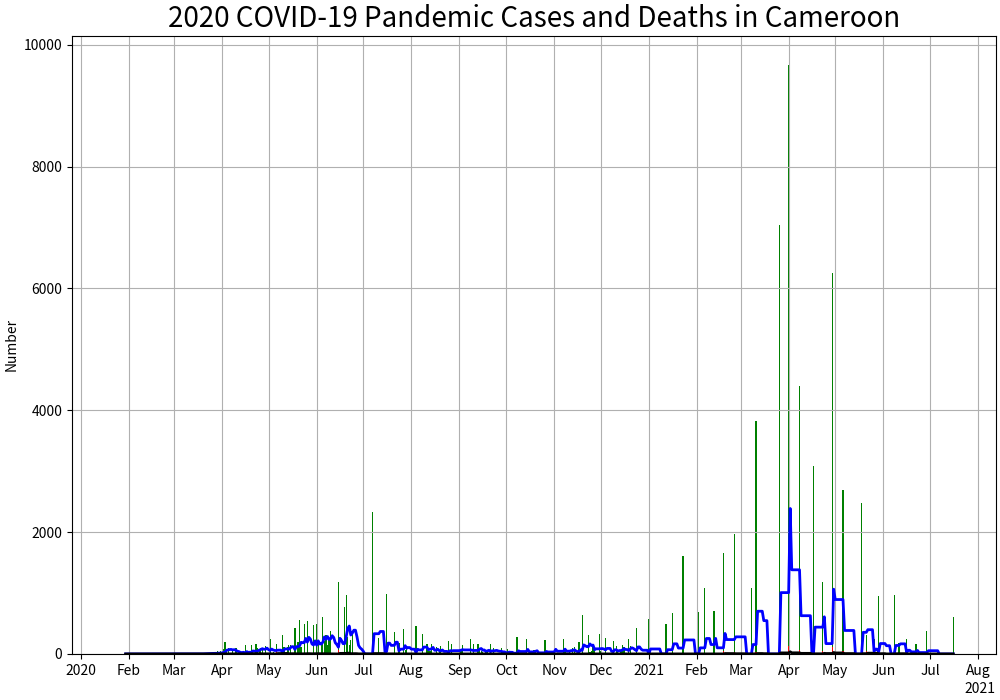 2020 COVID-19 Pandemic Cases and Deaths in Cameroon
10000
8000
6000
4000
2000
0
Number
2020 Feb Mar Apr May Jun Jul Aug Sep Oct Nov Dec 2021 Feb Mar Apr May Jun Jul Aug
2021